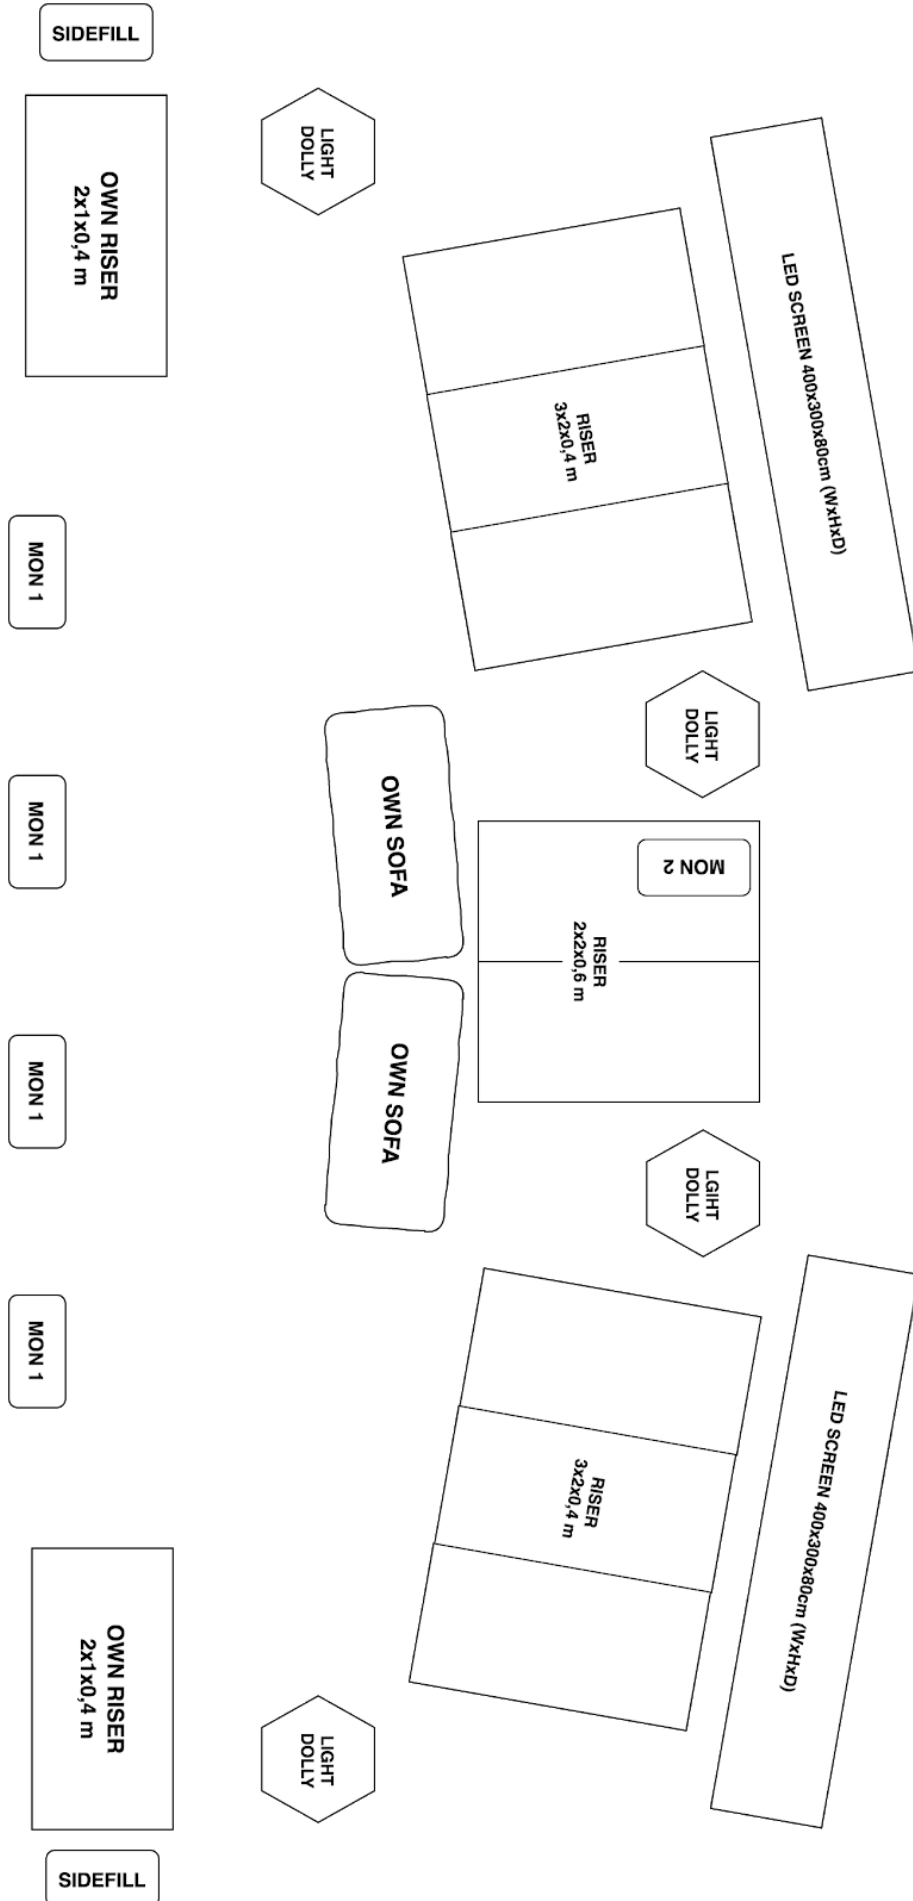 SIDEFILL
OWN RISER
2x1x0,4 m
LIGHT
DOLLY
LED SCREEN 400x300x80cm (WxHxD)
RISER
3x2x0,4 m
MON 1
LIGHT
DOLLY
OWN SOFA
MON 1
MON 2
RISER
2x2x0,6 m
OWN SOFA
MON 1
LGIHT
DOLLY
MON 1
RISER
3x2x0,4 m
LED SCREEN 400x300x80cm (WxHxD)
OWN RISER
2x1x0,4 m
LIGHT
DOLLY
SIDEFILL